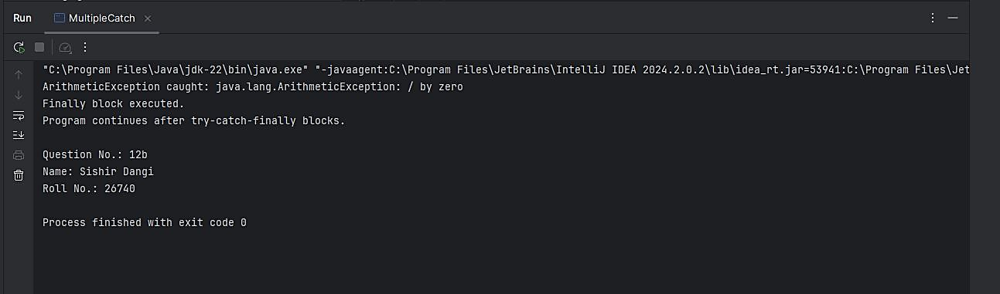 Run MultipleCatch
"C:\Program Files\Java\jdk-22\bin\java.exe" "-javaagent:C:\Program Files\JetBrains\IntelliJ IDEA 2024.2.0.2\lib\idea_rt.jar=53941:C:\Program Files\Jet
ArithmeticException caught: java.lang.ArithmeticException: / by zero
Finally block executed.
Program continues after try-catch-finally blocks.
Question No.: 12b
Name: Sishir Dangi
Roll No.: 26740
Process finished with exit code 0